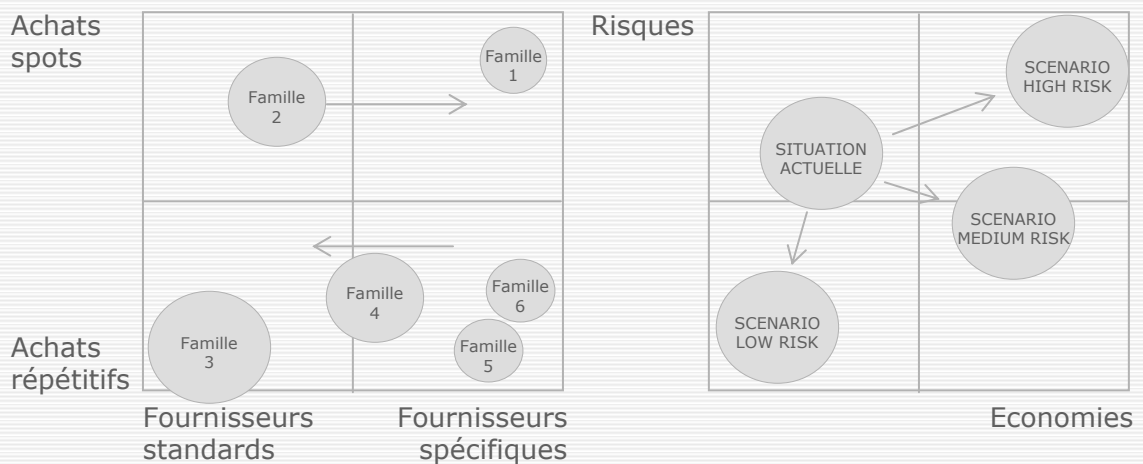 Achats
spots
Famille
1
Famille
2
Famille
4
Famille
6
Famille
3
Famille
5
Achats
répétitifs
Fournisseurs
standards
Fournisseurs
spécifiques
Risques
SCENARIO
HIGH RISK
SITUATION
ACTUELLE
SCENARIO
MEDIUM RISK
SCENARIO
LOW RISK
Economies